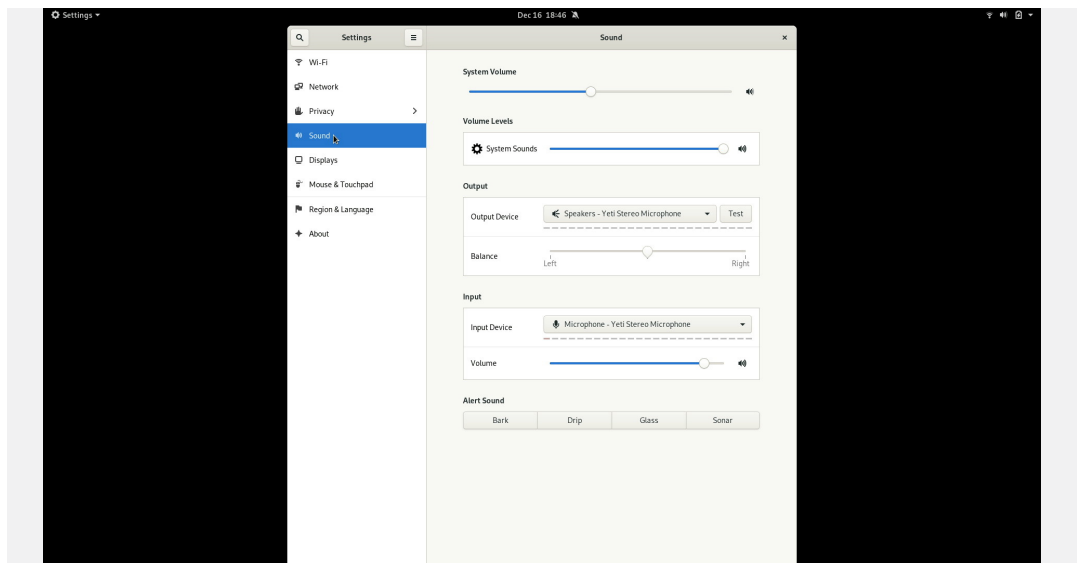 Settings
Dec 16 18:46
Settings
Sound
Wi-Fi
Network
Privacy
Sound
Displays
Mouse & Touchpad
Region & Language
About
System Volume
Volume Levels
System Sounds
Output
Output Device
Speakers - Yeti Stereo Microphone
Test
Balance
Left
Right
Input
Input Device
Microphone - Yeti Stereo Microphone
Volume
Alert Sound
Bark
Drip
Glass
Sonar